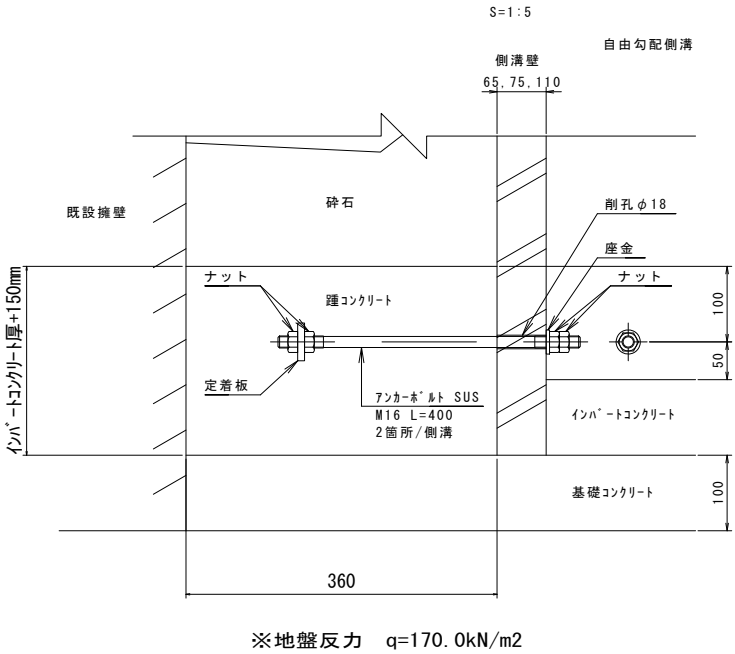 S=1:5
自由勾配側溝
側溝壁
65,75,110
既設擁壁
砕石
削孔φ18
座金
ナット
ナット
踵コンクリート
100
インバートコンクリート厚+150mm
50
定着板
アンカーボルト SUS
M16 L=400
2箇所/側溝
インバートコンクリート
基礎コンクリート
100
360
※地盤反力 q=170.0kN/m2